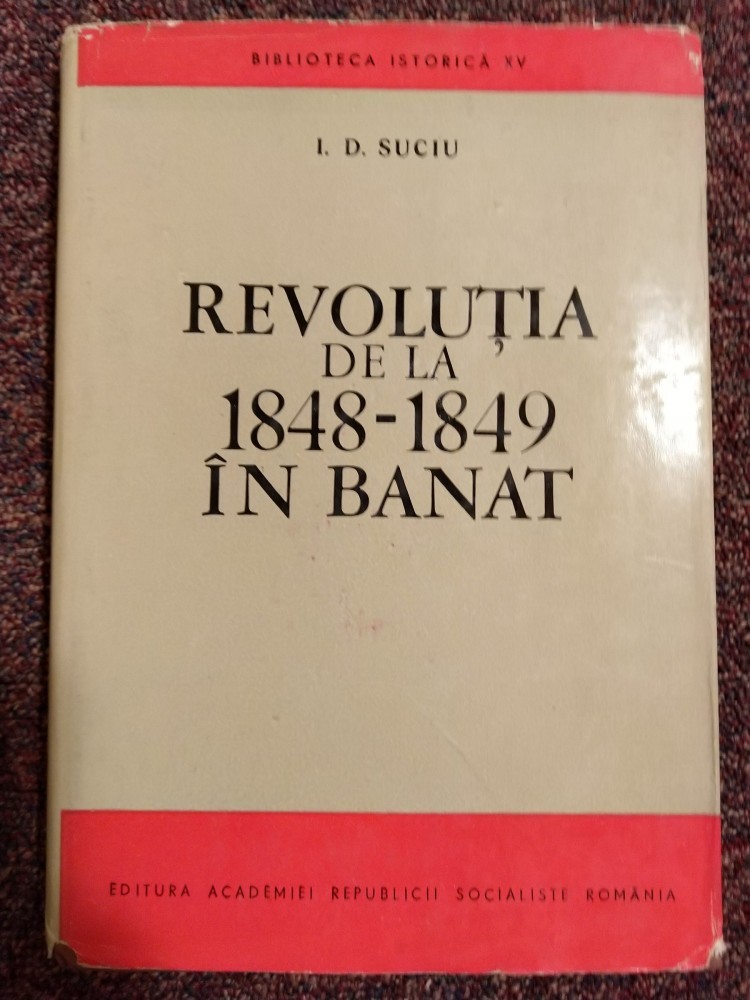 BIBLIOTECA ISTORICĂ XV
I. D. SUCIU
REVOLUȚIA
DE LA
1848-1849
ÎN BANAT
EDITURA ACADEMIEI REPUBLICII SOCIALISTE ROMÂNIA